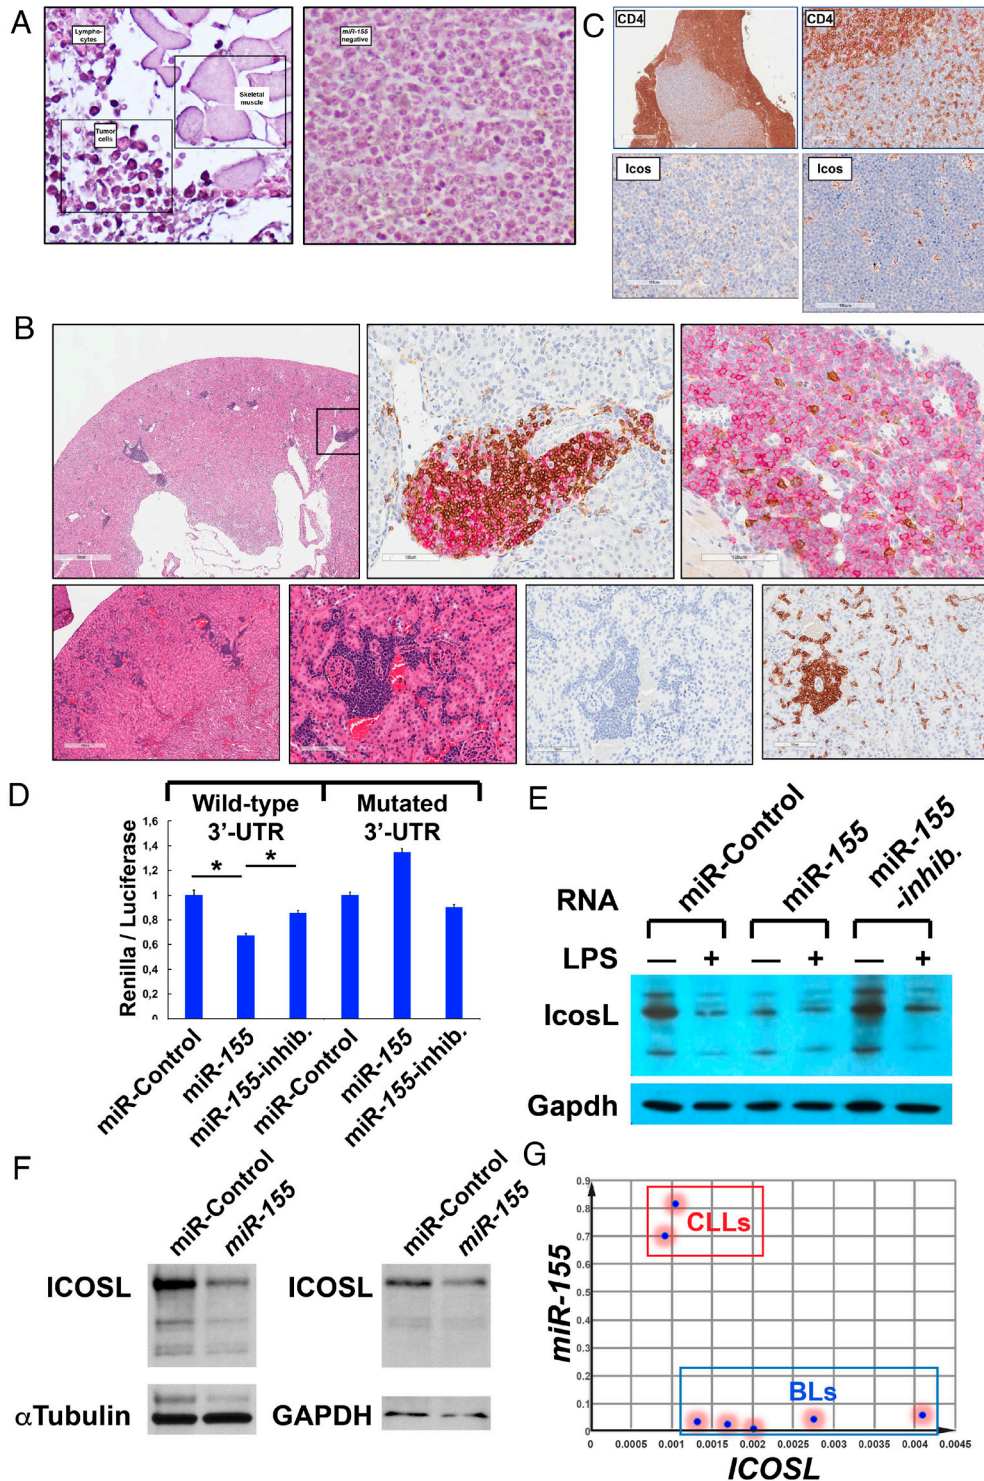 A
Lympho-
cytes
Skeletal
muscle
Tumor
cells
miR-155
negative
C
CD4
CD4
Icos
Icos
B
D
Wild-type
3'-UTR
Mutated
3'-UTR
Renilla / Luciferase
1,6
1,4
1,2
1
0,8
0,6
0,4
0,2
0
miR-Control
miR-155
miR-155-inhib.
miR-Control
miR-155
miR-155-inhib.
E
RNA
miR-Control
miR-155
miR-155
-inhib.
LPS
— + — + — +
IcosL
Gapdh
F
miR-Control
miR-155
ICOSL
αTubulin
miR-Control
miR-155
ICOSL
GAPDH
G
miR-155
0.9
0.8
0.7
0.6
0.5
0.4
0.3
0.2
0.1
0
CLLs
BLs
0 0.0005 0.001 0.0015 0.002 0.0025 0.003 0.0035 0.004 0.0045
ICOSL